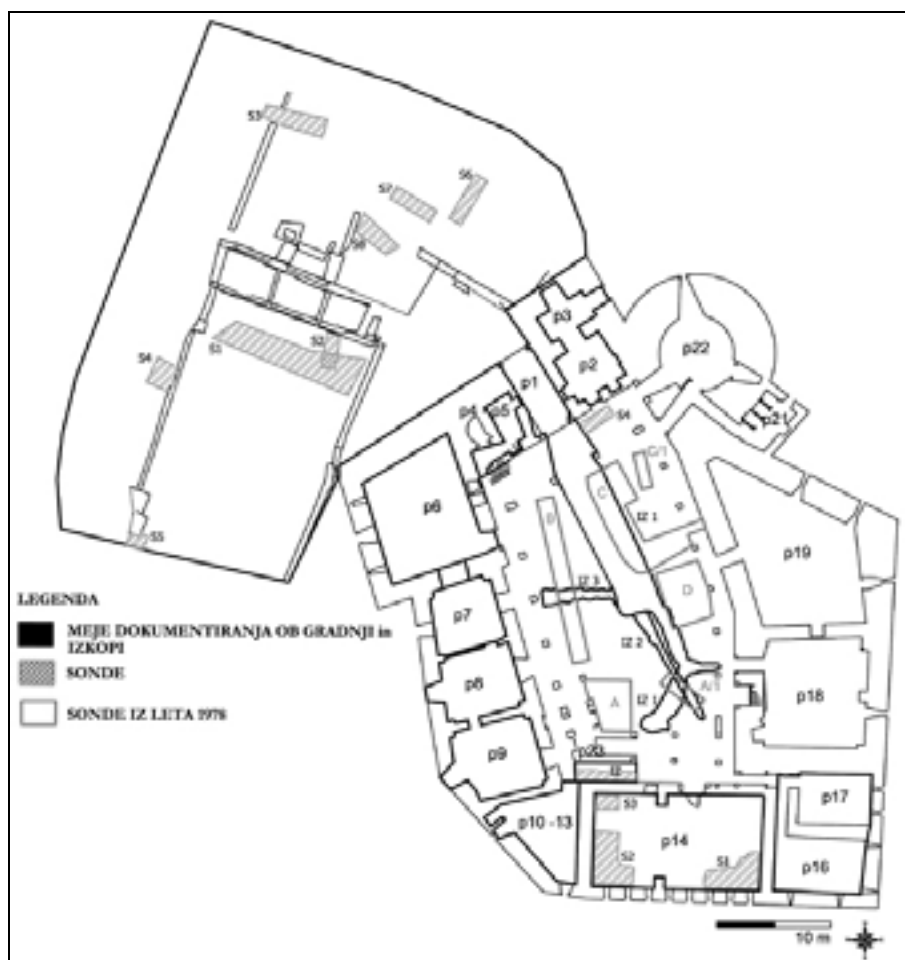 S3
S6
S7
S8
p3
S1
S2
p2
p22
S4
p1
p4
p5
S4
p21
C/1
p6
C
B
IZ 1
p19
S5
IZ 3
D
LEGENDA
MEJE DOKUMENTIRANJA OB GRADNJI in
IZKOPI
SONDE
SONDE IZ LETA 1978
p7
IZ 2
p8
A
IZ 1
A/1
p18
p9
p23
p10 -13
S3
p14
p17
S2
S1
p16
10 m